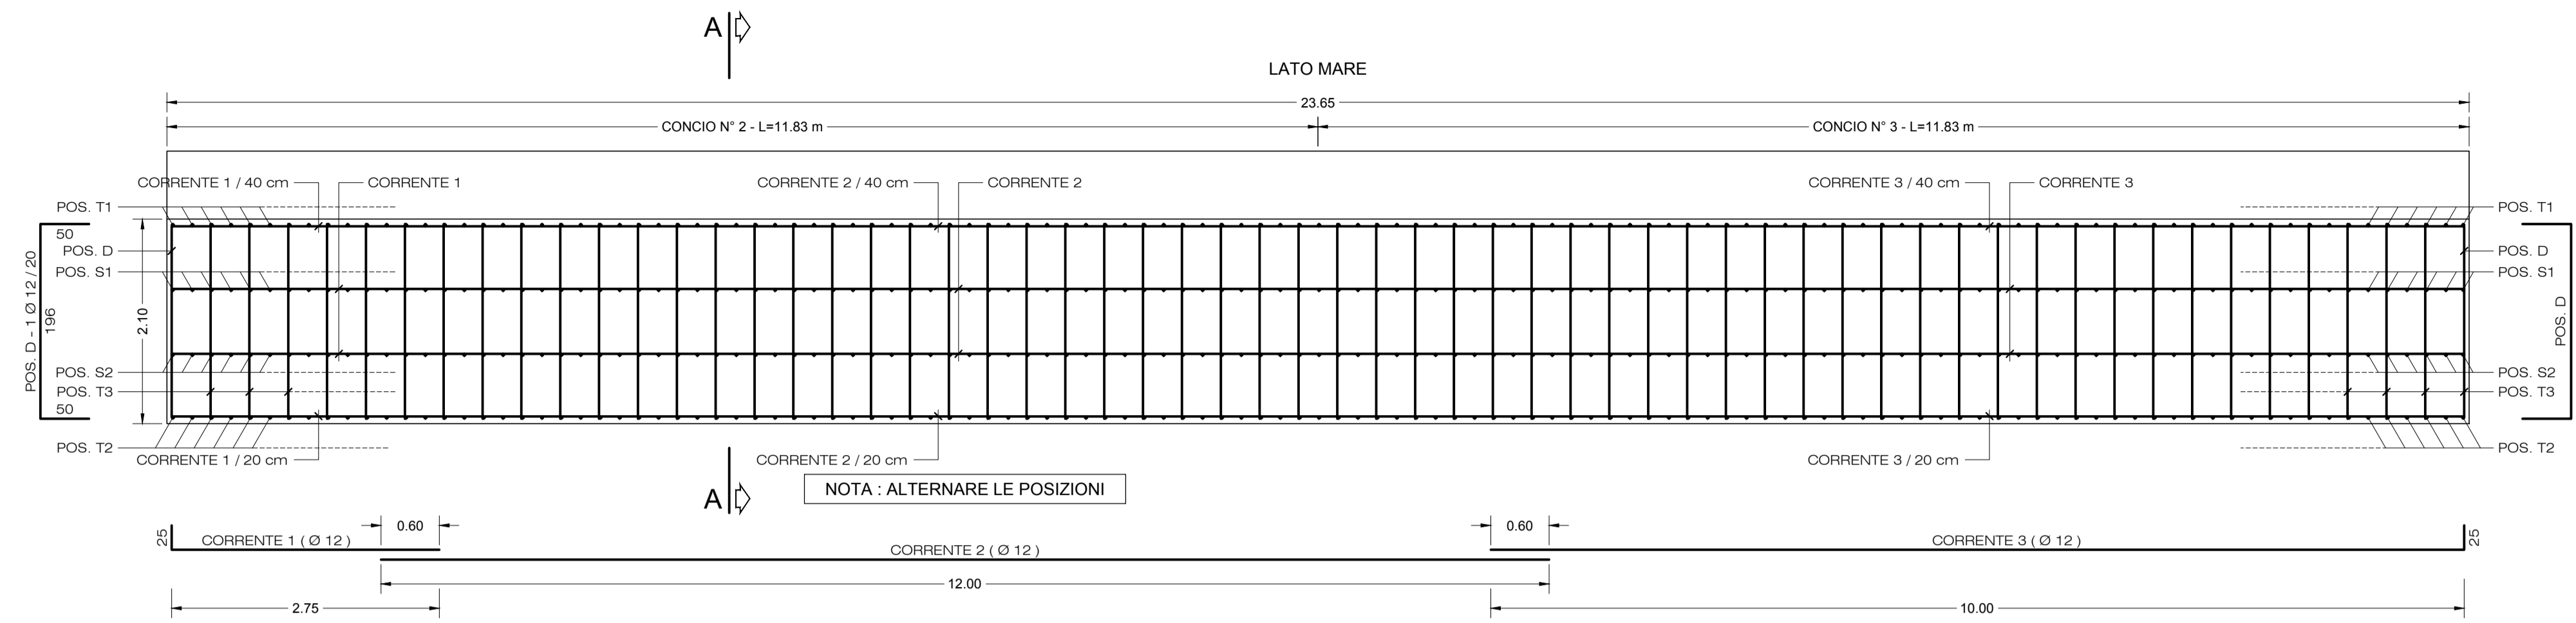 A
LATO MARE
23.65
CONCIO N° 2 - L=11.83 m
CONCIO N° 3 - L=11.83 m
CORRENTE 1 / 40 cm
CORRENTE 1
CORRENTE 2 / 40 cm
CORRENTE 2
CORRENTE 3 / 40 cm
CORRENTE 3
POS. T1
POS. T1
50
POS. D
POS. D
POS. S1
POS. S1
POS. D - 1 Ø 12 / 20
196
2.10
POS. D
POS. S2
POS. S2
POS. T3
POS. T3
50
POS. T2
POS. T2
CORRENTE 1 / 20 cm
CORRENTE 2 / 20 cm
CORRENTE 3 / 20 cm
A
NOTA : ALTERNARE LE POSIZIONI
0.60
0.60
25
CORRENTE 1 ( Ø 12 )
CORRENTE 2 ( Ø 12 )
CORRENTE 3 ( Ø 12 )
25
12.00
2.75
10.00